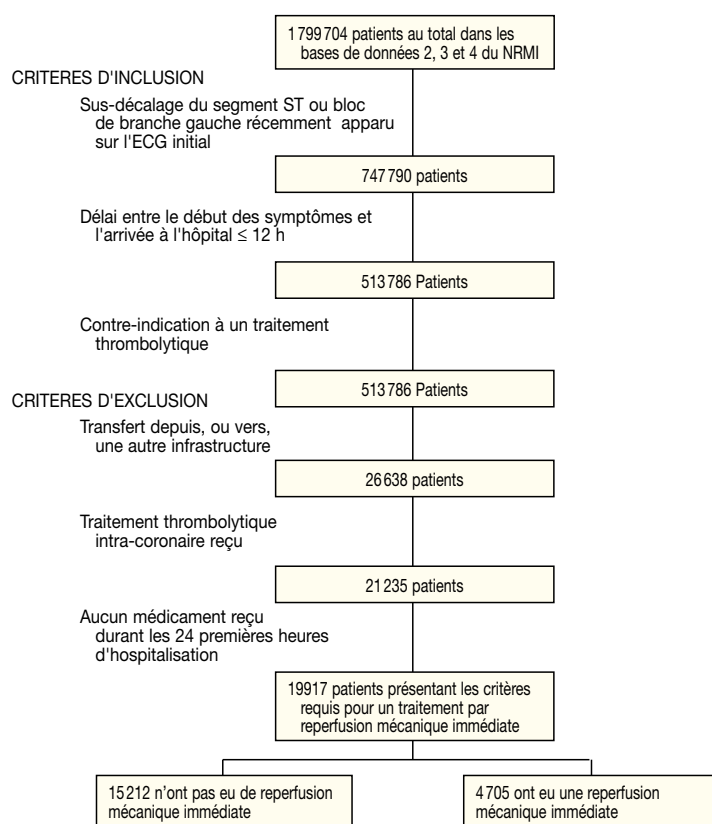 1 799 704 patients au total dans les
bases de données 2, 3 et 4 du NRMI
CRITERES D'INCLUSION
Sus-décalage du segment ST ou bloc
de branche gauche récemment apparu
sur l'ECG initial
747 790 patients
Délai entre le début des symptômes et
l'arrivée à l'hôpital ≤ 12 h
513 786 Patients
Contre-indication à un traitement
thrombolytique
513 786 Patients
CRITERES D'EXCLUSION
Transfert depuis, ou vers,
une autre infrastructure
26 638 patients
Traitement thrombolytique
intra-coronaire reçu
21 235 patients
Aucun médicament reçu
durant les 24 premières heures
d'hospitalisation
19 917 patients présentant les critères
requis pour un traitement par
reperfusion mécanique immédiate
15 212 n'ont pas eu de reperfusion
mécanique immédiate
4 705 ont eu une reperfusion
mécanique immédiate